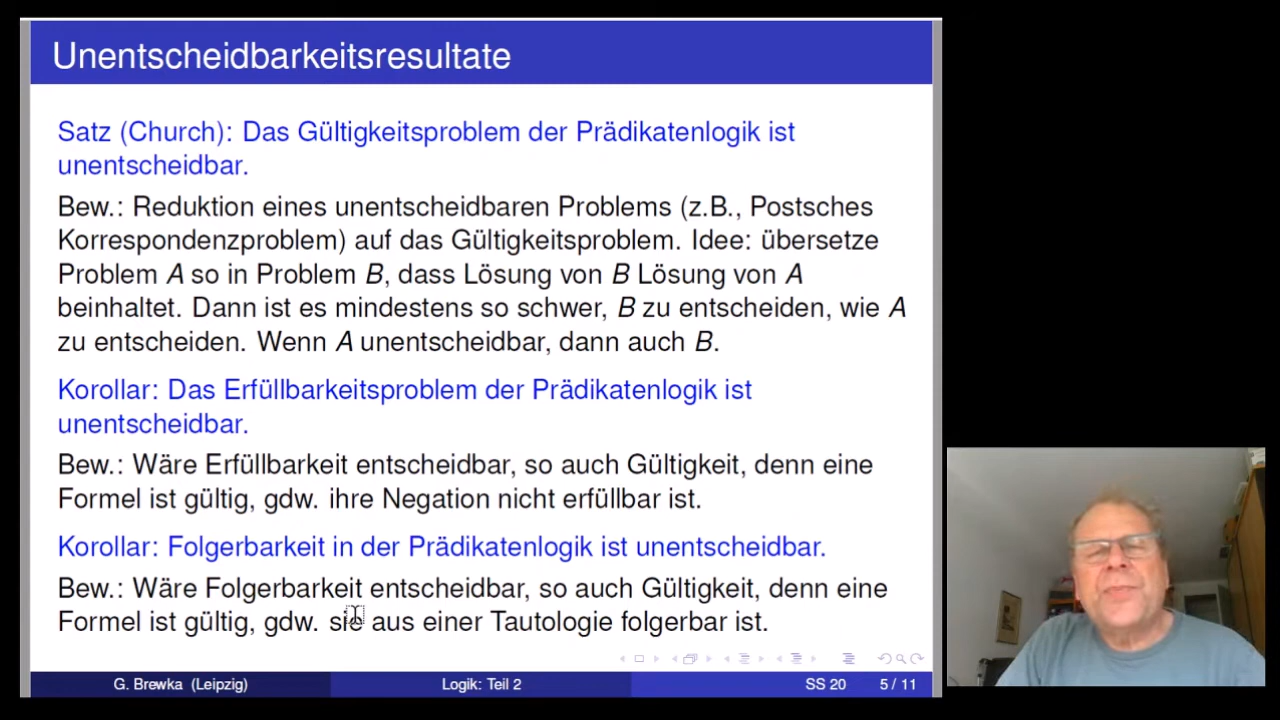 Unentscheidbarkeitsresultate
Satz (Church): Das Gültigkeitsproblem der Prädikatenlogik ist
unentscheidbar.
Bew.: Reduktion eines unentscheidbaren Problems (z.B., Postsches
Korrespondenzproblem) auf das Gültigkeitsproblem. Idee: übersetze
Problem A so in Problem B, dass Lösung von B Lösung von A
beinhaltet. Dann ist es mindestens so schwer, B zu entscheiden, wie A
zu entscheiden. Wenn A unentscheidbar, dann auch B.
Korollar: Das Erfüllbarkeitsproblem der Prädikatenlogik ist
unentscheidbar.
Bew.: Wäre Erfüllbarkeit entscheidbar, so auch Gültigkeit, denn eine
Formel ist gültig, gdw. ihre Negation nicht erfüllbar ist.
Korollar: Folgerbarkeit in der Prädikatenlogik ist unentscheidbar.
Bew.: Wäre Folgerbarkeit entscheidbar, so auch Gültigkeit, denn eine
Formel ist gültig, gdw. sie aus einer Tautologie folgerbar ist.
G. Brewka (Leipzig) Logik: Teil 2 SS 20 5 / 11